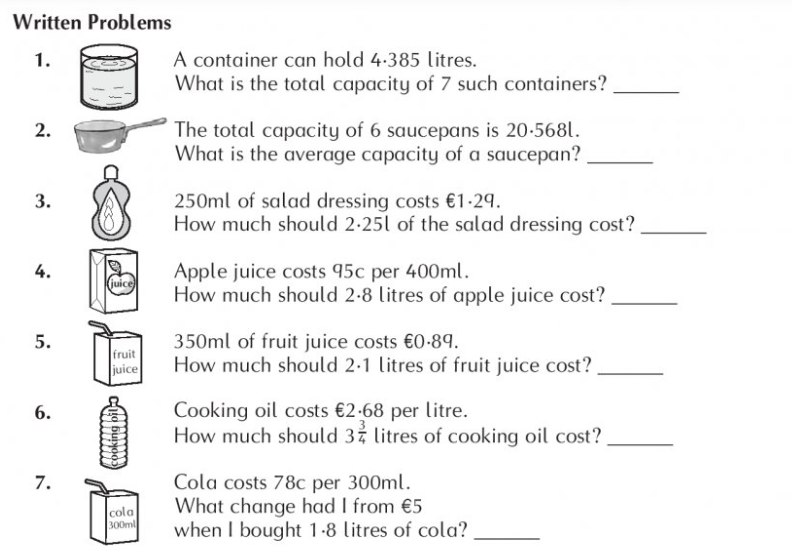 Written Problems
1. A container can hold 4·385 litres.
What is the total capacity of 7 such containers? ______
2. The total capacity of 6 saucepans is 20·568l.
What is the average capacity of a saucepan? ______
3. 250ml of salad dressing costs €1·29.
How much should 2·25l of the salad dressing cost? ______
juice
4. Apple juice costs 95c per 400ml.
How much should 2·8 litres of apple juice cost? ______
fruit
juice
5. 350ml of fruit juice costs €0·89.
How much should 2·1 litres of fruit juice cost? ______
cooking oil
6. Cooking oil costs €2·68 per litre.
How much should 3 3/4 litres of cooking oil cost? ______
cola
300ml
7. Cola costs 78c per 300ml.
What change had I from €5
when I bought 1·8 litres of cola? ______